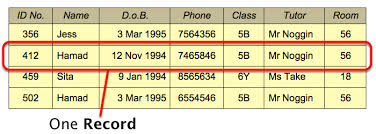 ID No. Name D.o.B. Phone Class Tutor Room
356 Jess 3 Mar 1995 7564356 5B Mr Noggin 56
412 Hamad 12 Nov 1994 7465846 5B Mr Noggin 56
459 Sita 9 Jan 1994 8565634 6Y Ms Take 18
502 Hamad 3 Mar 1995 6554546 5B Mr Noggin 56
One Record